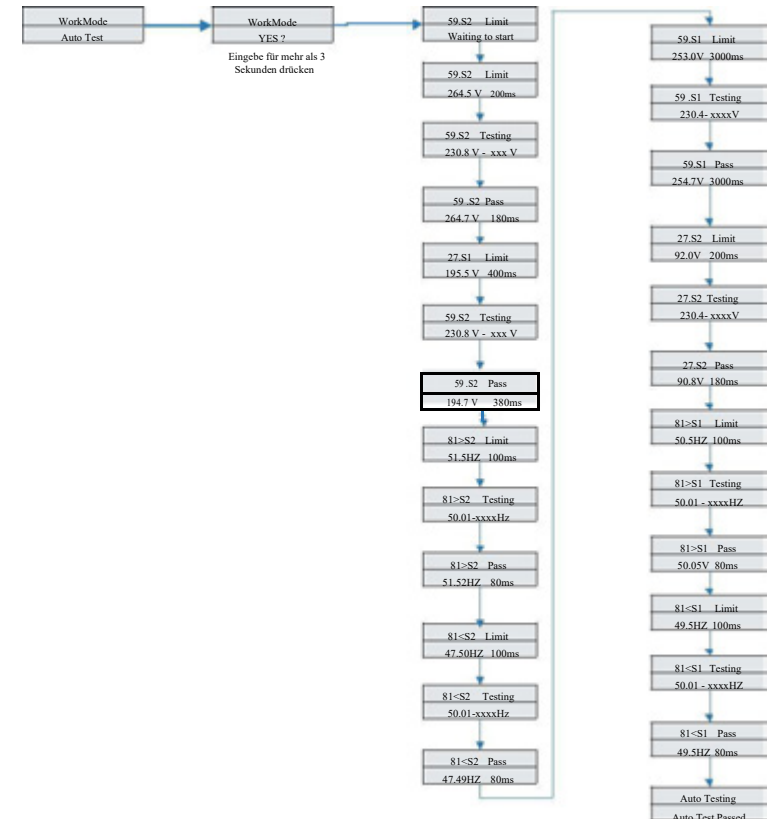 WorkMode
Auto Test
WorkMode
YES ?
Eingebe für mehr als 3
Sekunden drücken
59.S2 Limit
Waiting to start
59.S2 Limit
264.5 V 200ms
59.S2 Testing
230.8 V - xxx V
59 .S2 Pass
264.7 V 180ms
27.S1 Limit
195.5 V 400ms
59.S2 Testing
230.8 V - xxx V
59 .S2 Pass
194.7 V 380ms
81>S2 Limit
51.5HZ 100ms
81>S2 Testing
50.01-xxxxHz
81>S2 Pass
51.52HZ 80ms
81<S2 Limit
47.50HZ 100ms
81<S2 Testing
50.01-xxxxHz
81<S2 Pass
47.49HZ 80ms
59.S1 Limit
253.0V 3000ms
59 .S1 Testing
230.4- xxxxV
59.S1 Pass
254.7V 3000ms
27.S2 Limit
92.0V 200ms
27.S2 Testing
230.4- xxxxV
27.S2 Pass
90.8V 180ms
81>S1 Limit
50.5HZ 100ms
81>S1 Testing
50.01 - xxxxHZ
81>S1 Pass
50.05V 80ms
81<S1 Limit
49.5HZ 100ms
81<S1 Testing
50.01 - xxxxHZ
81<S1 Pass
49.5HZ 80ms
Auto Testing
Auto Test Passed